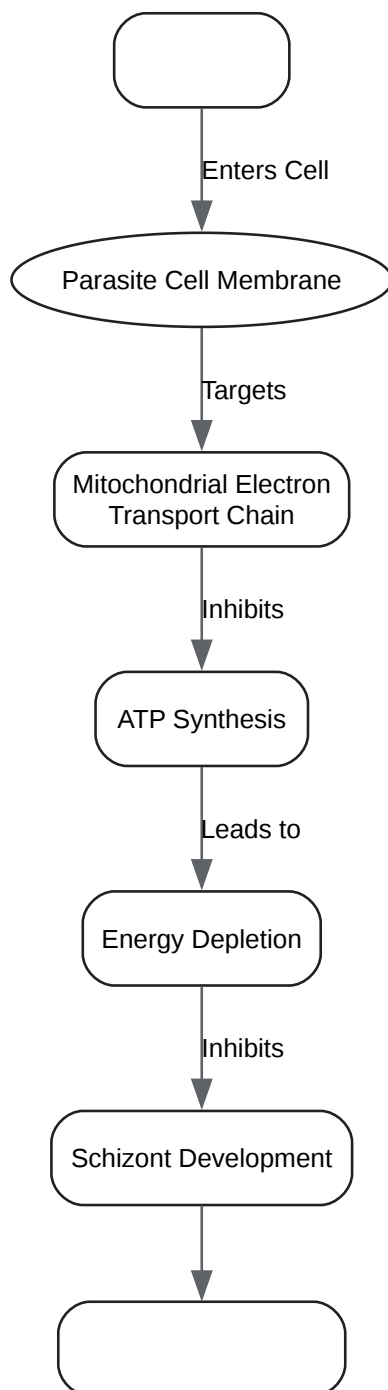 Enters Cell
Parasite Cell Membrane
Targets
Mitochondrial Electron
Transport Chain
Inhibits
ATP Synthesis
Leads to
Energy Depletion
Inhibits
Schizont Development